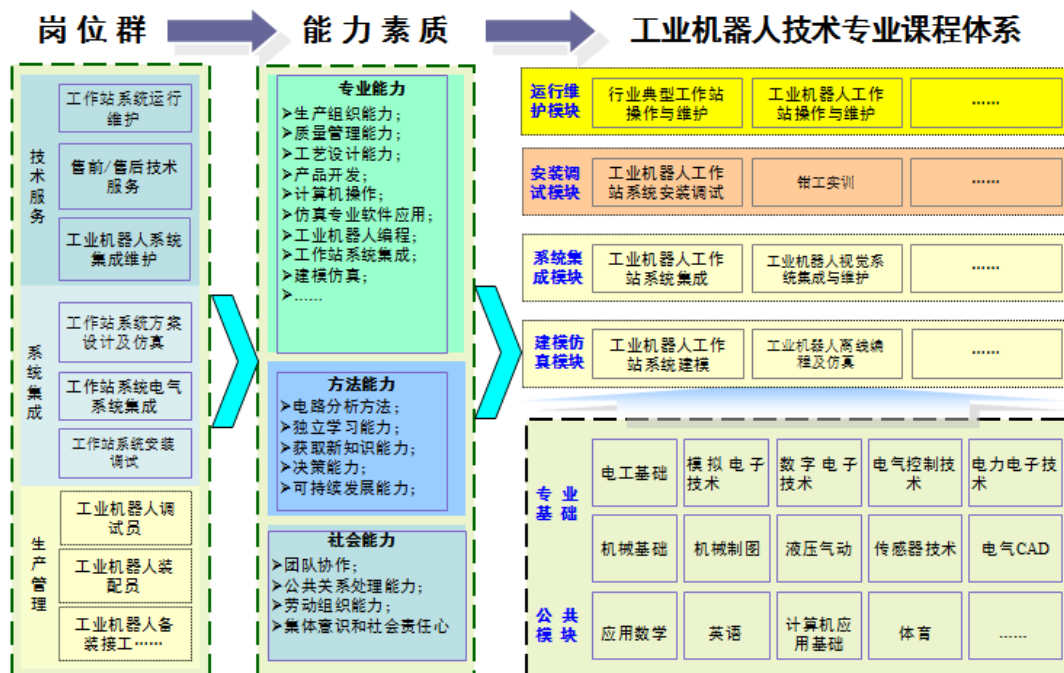 岗位群
能力素质
工业机器人技术专业课程体系
技术服务
工作站系统运行
维护
售前/售后技术
服务
工业机器人系统
集成维护
系统集成
工作站系统方案
设计及仿真
工作站系统电气
系统集成
工作站系统安装
调试
生产管理
工业机器人调
试员
工业机器人装
配员
工业机器人备
装接工……
专业能力
➢生产组织能力；
➢质量管理能力；
➢工艺设计能力；
➢产品开发；
➢计算机操作；
➢仿真专业软件应用；
➢工业机器人编程；
➢工作站系统集成；
➢建模仿真；
➢……
方法能力
➢电路分析方法；
➢独立学习能力；
➢获取新知识能力；
➢决策能力；
➢可持续发展能力；
社会能力
➢团队协作；
➢公共关系处理能力；
➢劳动组织能力；
➢集体意识和社会责任心
运行维
护模块
行业典型工作站
操作与维护
工业机器人工作
站操作与维护
……
安装调
试模块
工业机器人工作
站系统安装调试
钳工实训
……
系统集
成模块
工业机器人工作
站系统集成
工业机器人视觉系
统集成与维护
……
建模仿
真模块
工业机器人工作
站系统建模
工业机器人离线编
程及仿真
……
专业
基础
电工基础
模拟电子
技术
数字电子
技术
电气控制技
术
电力电子技
术
机械基础
机械制图
液压气动
传感器技术
电气CAD
公共
模块
应用数学
英语
计算机应
用基础
体育
……